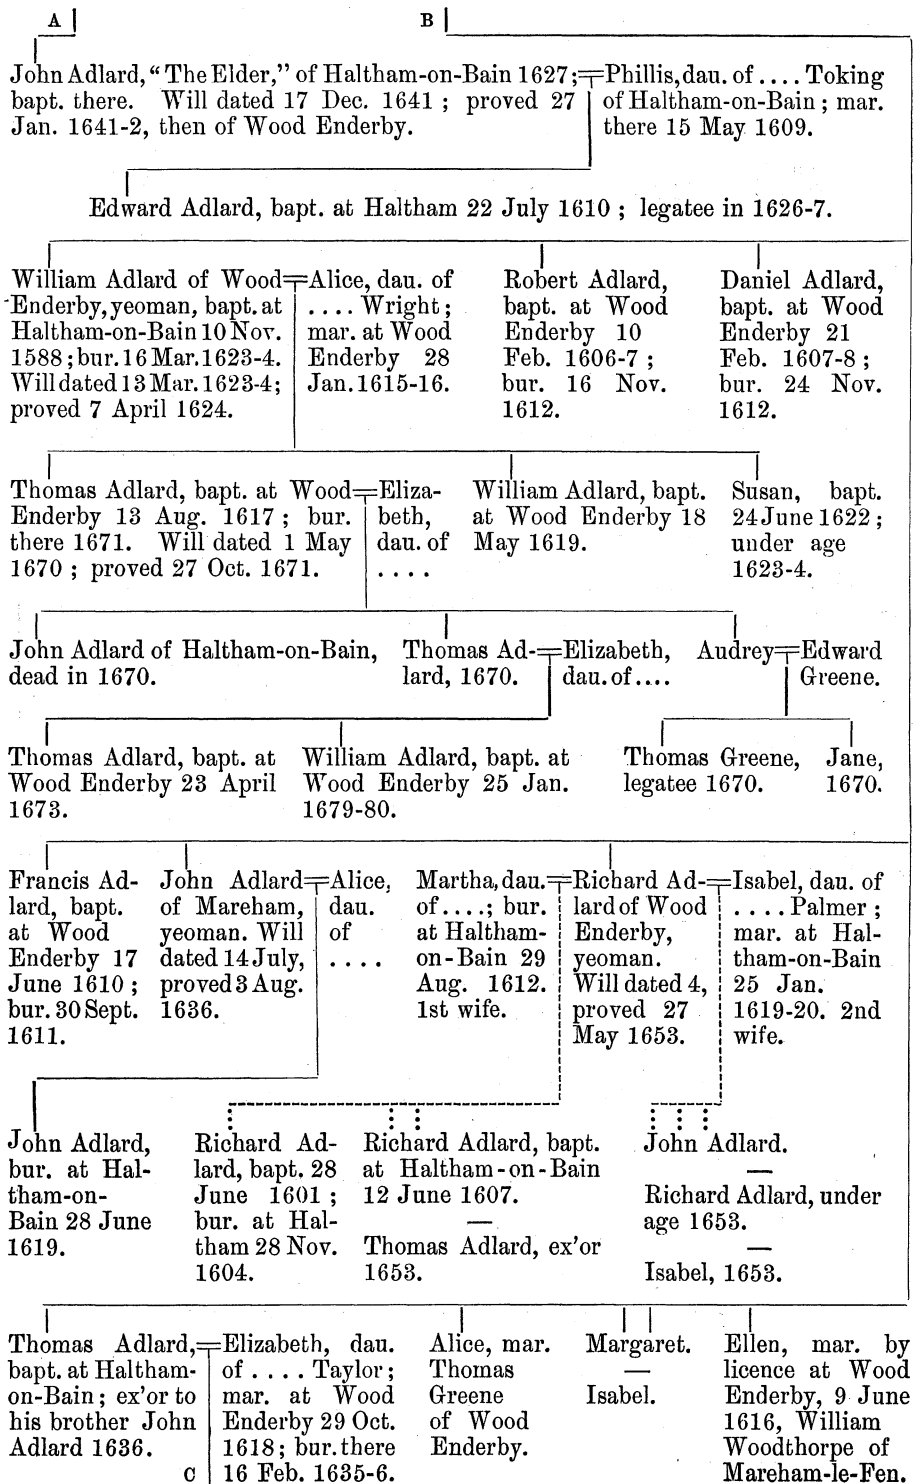 A B
John Adlard, “The Elder,” of Haltham-on-Bain 1627;
bapt. there. Will dated 17 Dec. 1641 ; proved 27
Jan. 1641-2, then of Wood Enderby.
Phillis, dau. of .... Toking
of Haltham-on-Bain ; mar.
there 15 May 1609.
Edward Adlard, bapt. at Haltham 22 July 1610 ; legatee in 1626-7.
William Adlard of Wood
Enderby, yeoman, bapt. at
Haltham-on-Bain 10 Nov.
1588 ; bur. 16 Mar. 1623-4.
Will dated 13 Mar. 1623-4;
proved 7 April 1624.
Alice, dau. of
.... Wright ;
mar. at Wood
Enderby 28
Jan. 1615-16.
Robert Adlard,
bapt. at Wood
Enderby 10
Feb. 1606-7 ;
bur. 16 Nov.
1612.
Daniel Adlard,
bapt. at Wood
Enderby 21
Feb. 1607-8 ;
bur. 24 Nov.
1612.
Thomas Adlard, bapt. at Wood
Enderby 13 Aug. 1617 ; bur.
there 1671. Will dated 1 May
1670 ; proved 27 Oct. 1671.
Eliza-
beth,
dau. of
....
William Adlard, bapt.
at Wood Enderby 18
May 1619.
Susan, bapt.
24 June 1622 ;
under age
1623-4.
John Adlard of Haltham-on-Bain,
dead in 1670.
Thomas Ad-
lard, 1670.
Elizabeth,
dau. of ....
Audrey
Edward
Greene.
Thomas Adlard, bapt. at
Wood Enderby 23 April
1673.
William Adlard, bapt. at
Wood Enderby 25 Jan.
1679-80.
Thomas Greene,
legatee 1670.
Jane,
1670.
Francis Ad-
lard, bapt.
at Wood
Enderby 17
June 1610 ;
bur. 30 Sept.
1611.
John Adlard
of Mareham,
yeoman. Will
dated 14 July,
proved 3 Aug.
1636.
Alice,
dau.
of
....
Martha, dau.
of ....; bur.
at Haltham-
on-Bain 29
Aug. 1612.
1st wife.
Richard Ad-
lard of Wood
Enderby,
yeoman.
Will dated 4,
proved 27
May 1653.
Isabel, dau. of
.... Palmer ;
mar. at Hal-
tham-on-Bain
25 Jan.
1619-20. 2nd
wife.
John Adlard,
bur. at Hal-
tham-on-
Bain 28 June
1619.
Richard Ad-
lard, bapt. 28
June 1601 ;
bur. at Hal-
tham 28 Nov.
1604.
Richard Adlard, bapt.
at Haltham-on-Bain
12 June 1607.
—
Thomas Adlard, ex’or
1653.
John Adlard.
—
Richard Adlard, under
age 1653.
—
Isabel, 1653.
Thomas Adlard,
bapt. at Haltham-
on-Bain ; ex’or to
his brother John
Adlard 1636.
C
Elizabeth, dau.
of .... Taylor ;
mar. at Wood
Enderby 29 Oct.
1618; bur. there
16 Feb. 1635-6.
Alice, mar.
Thomas
Greene
of Wood
Enderby.
Margaret.
—
Isabel.
Ellen, mar. by
licence at Wood
Enderby, 9 June
1616, William
Woodthorpe of
Mareham-le-Fen.